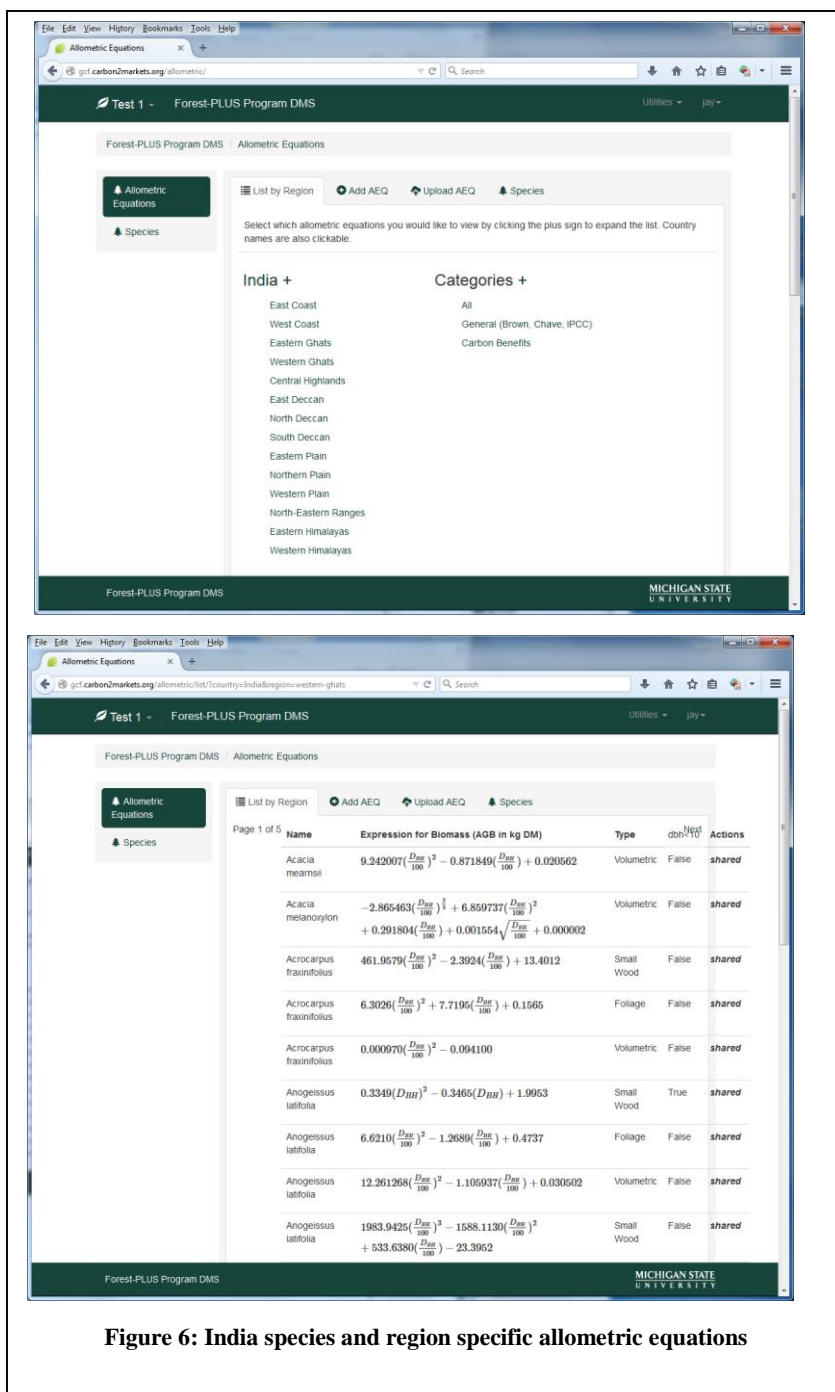 File Edit View History Bookmarks Tools Help
Allometric Equations × +
gcf.carbon2markets.org/allometric/ Search
Test 1 Forest-PLUS Program DMS Utilities jay
Forest-PLUS Program DMS / Allometric Equations
Allometric Equations
Species
List by Region Add AEQ Upload AEQ Species
Select which allometric equations you would like to view by clicking the plus sign to expand the list. Country
names are also clickable.
India + Categories +
East Coast All
West Coast General (Brown, Chave, IPCC)
Eastern Ghats Carbon Benefits
Western Ghats
Central Highlands
East Deccan
North Deccan
South Deccan
Eastern Plain
Northern Plain
Western Plain
North-Eastern Ranges
Eastern Himalayas
Western Himalayas
Forest-PLUS Program DMS MICHIGAN STATE
UNIVERSITY
File Edit View History Bookmarks Tools Help
Allometric Equations × +
gcf.carbon2markets.org/allometric/list/?country=India&region=western-ghats Search
Test 1 Forest-PLUS Program DMS Utilities jay
Forest-PLUS Program DMS / Allometric Equations
Allometric Equations
Species
List by Region Add AEQ Upload AEQ Species
Page 1 of 5 Next
Name Expression for Biomass (AGB in kg DM) Type dbh<10 Actions
Acacia mearnsii 9.242007(D_BH/100)^2 − 0.871849(D_BH/100) + 0.020562 Volumetric False shared
Acacia melanoxylon −2.865463(D_BH/100)^ + 6.859737(D_BH/100)^2 Volumetric False shared
+ 0.291804(D_BH/100) + 0.001554√(D_BH/100) + 0.000002
Acrocarpus fraxinifolius 461.9579(D_BH/100)^2 − 2.3924(D_BH/100) + 13.4012 Small Wood False shared
Acrocarpus fraxinifolius 6.3026(D_BH/100)^2 + 7.7195(D_BH/100) + 0.1565 Foliage False shared
Acrocarpus fraxinifolius 0.000970(D_BH/100)^2 − 0.094100 Volumetric False shared
Anogeissus latifolia 0.3349(D_BH)^2 − 0.3465(D_BH) + 1.9953 Small Wood True shared
Anogeissus latifolia 6.6210(D_BH/100)^2 − 1.2689(D_BH/100) + 0.4737 Foliage False shared
Anogeissus latifolia 12.261268(D_BH/100)^2 − 1.105937(D_BH/100) + 0.030502 Volumetric False shared
Anogeissus latifolia 1983.9425(D_BH/100)^3 − 1588.1130(D_BH/100)^2 Small Wood False shared
+ 533.6380(D_BH/100) − 23.3952
Forest-PLUS Program DMS MICHIGAN STATE
UNIVERSITY
Figure 6: India species and region specific allometric equations